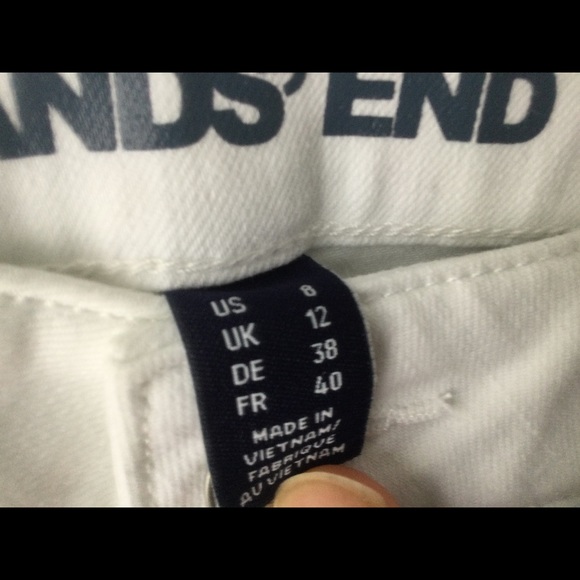 ANDS' END
US 8
UK 12
DE 38
FR 40
MADE IN
VIETNAM/
FABRIQUÉ
AU VIETNAM